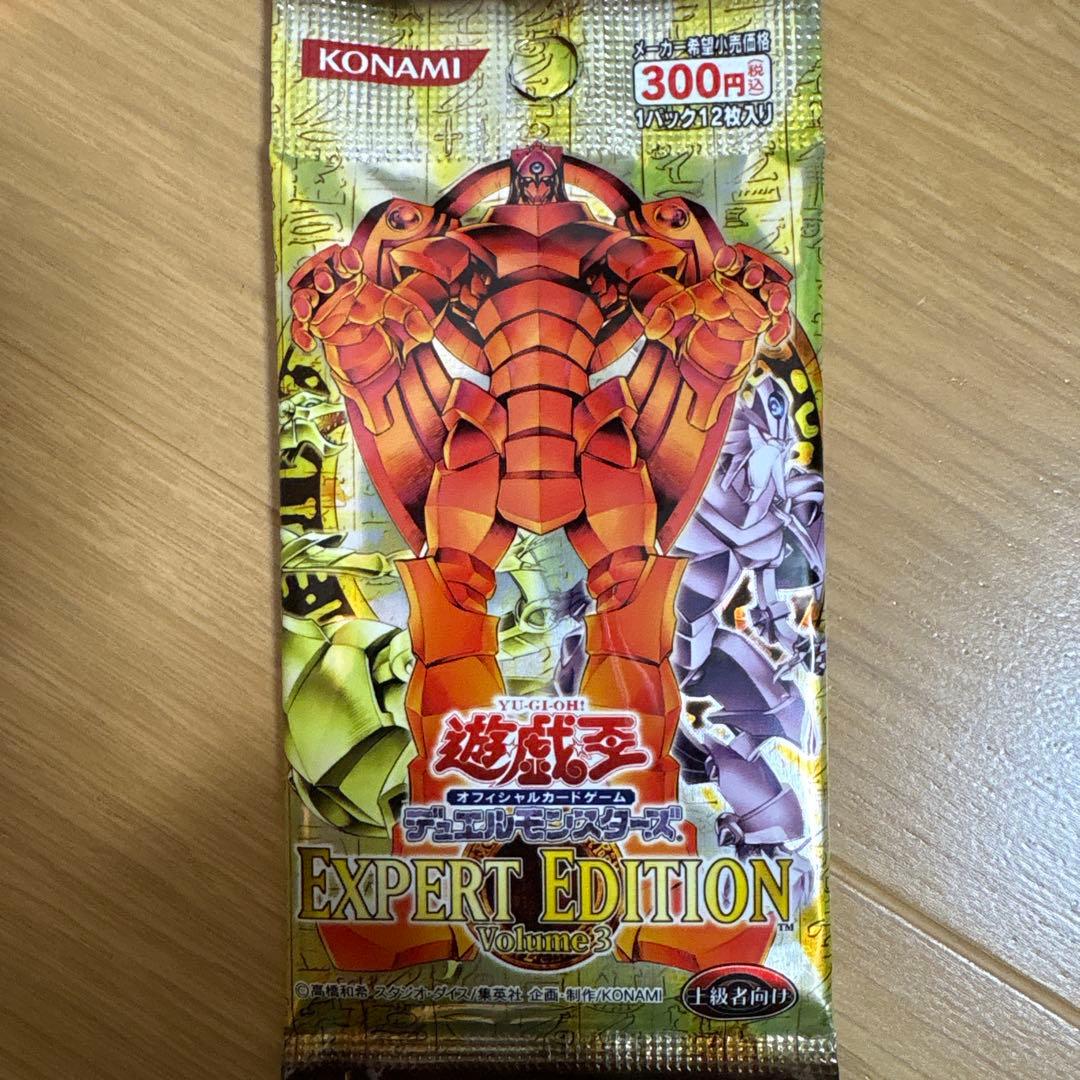 KONAMI
メーカー希望小売価格
300円(税込)
1パック12枚入り
YU-GI-OH!
遊☆戯☆王
オフィシャルカードゲーム
デュエルモンスターズ
EXPERT EDITION™
Volume 3
©高橋和希 スタジオ・ダイス/集英社 企画・制作/KONAMI
上級者向け